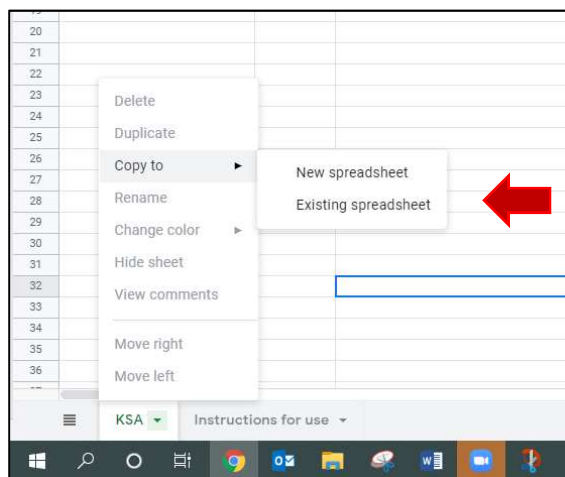 20
21
22
23
24
25
26
27
28
29
30
31
32
33
34
35
36
Delete
Duplicate
Copy to
Rename
Change color
Hide sheet
View comments
Move right
Move left
New spreadsheet
Existing spreadsheet
KSA
Instructions for use